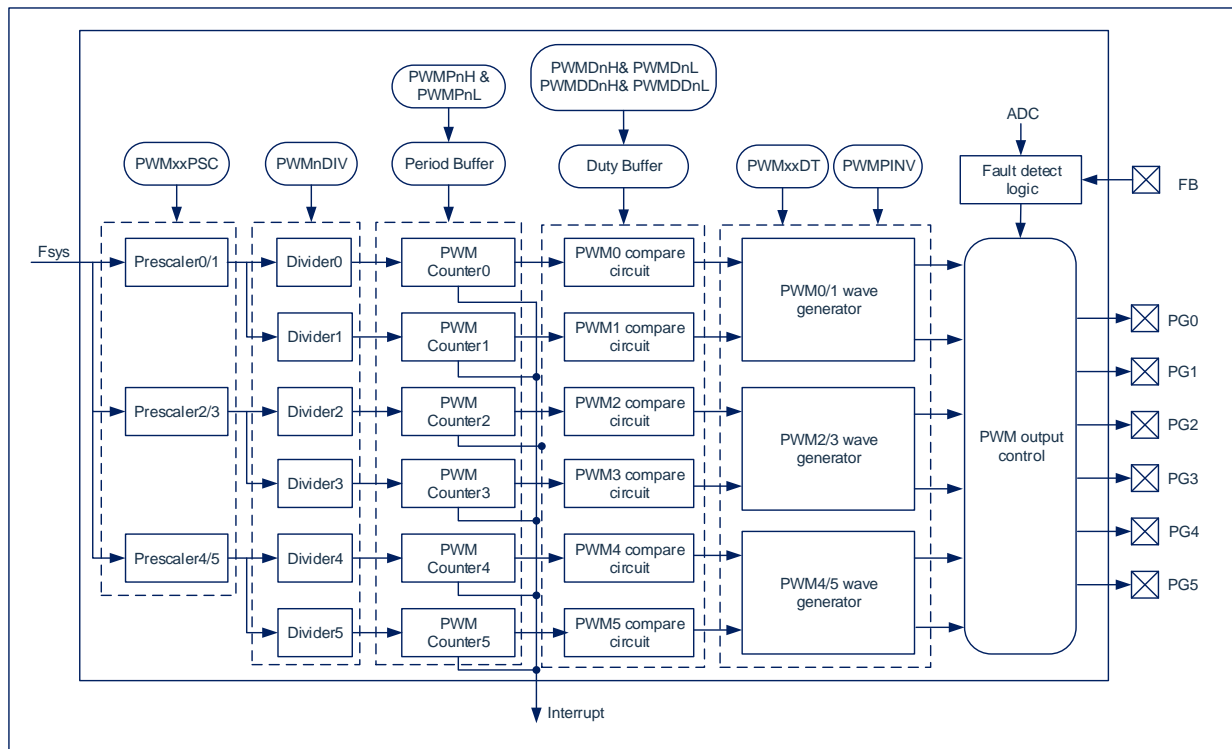 PWMPnH &
PWMPnL
PWMDnH& PWMDnL
PWMDDnH& PWMDDnL
ADC
PWMxxPSC
PWMnDIV
Period Buffer
Duty Buffer
PWMxxDT
PWMPINV
Fault detect
logic
FB
Fsys
Prescaler0/1
Divider0
PWM
Counter0
PWM0 compare
circuit
PWM0/1 wave
generator
Divider1
PWM
Counter1
PWM1 compare
circuit
PG0
PG1
Prescaler2/3
Divider2
PWM
Counter2
PWM2 compare
circuit
PWM2/3 wave
generator
PWM output
control
PG2
Divider3
PWM
Counter3
PWM3 compare
circuit
PG3
Prescaler4/5
Divider4
PWM
Counter4
PWM4 compare
circuit
PWM4/5 wave
generator
PG4
PG5
Divider5
PWM
Counter5
PWM5 compare
circuit
Interrupt